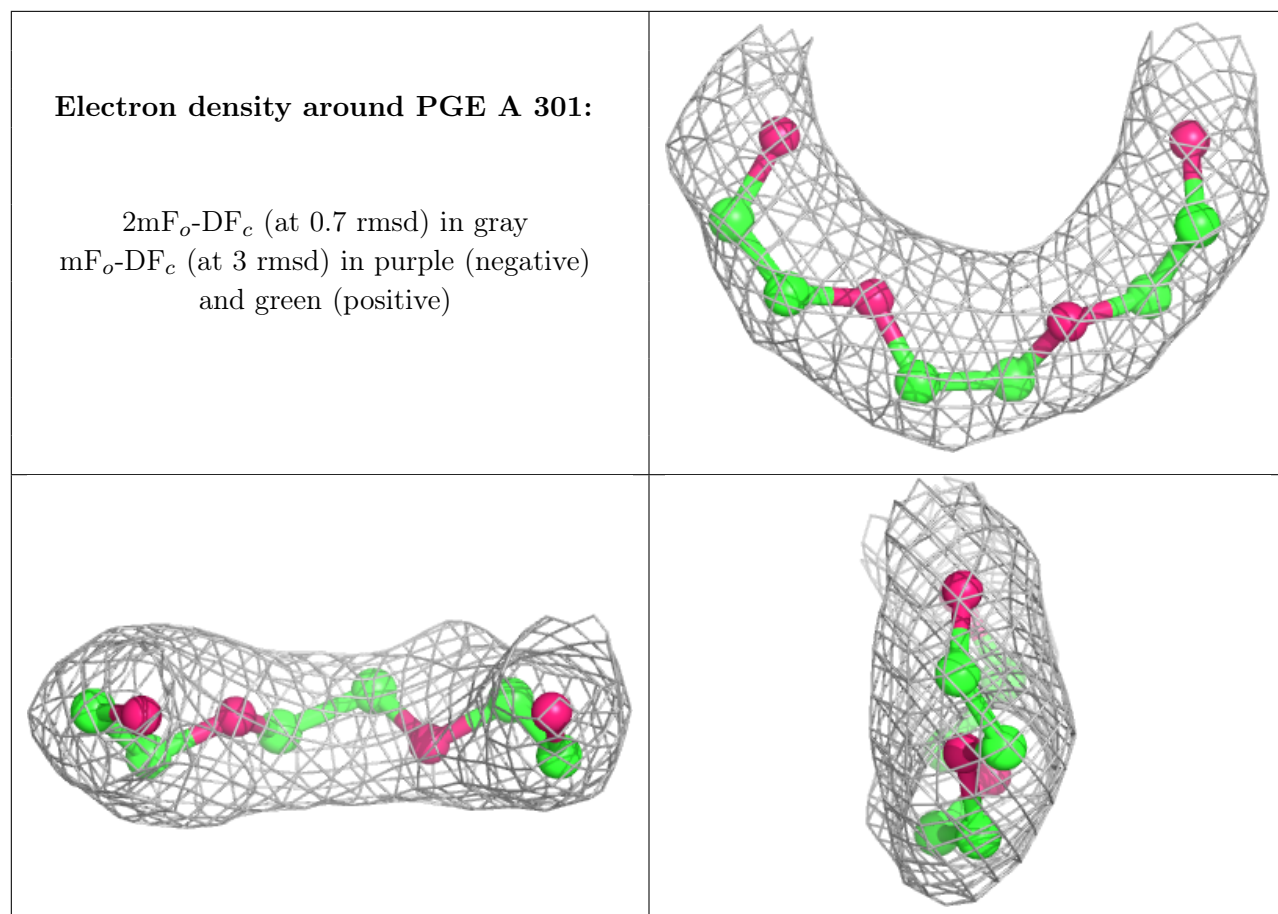 Electron density around PGE A 301:
2mFo-DFc (at 0.7 rmsd) in gray
mFo-DFc (at 3 rmsd) in purple (negative)
and green (positive)